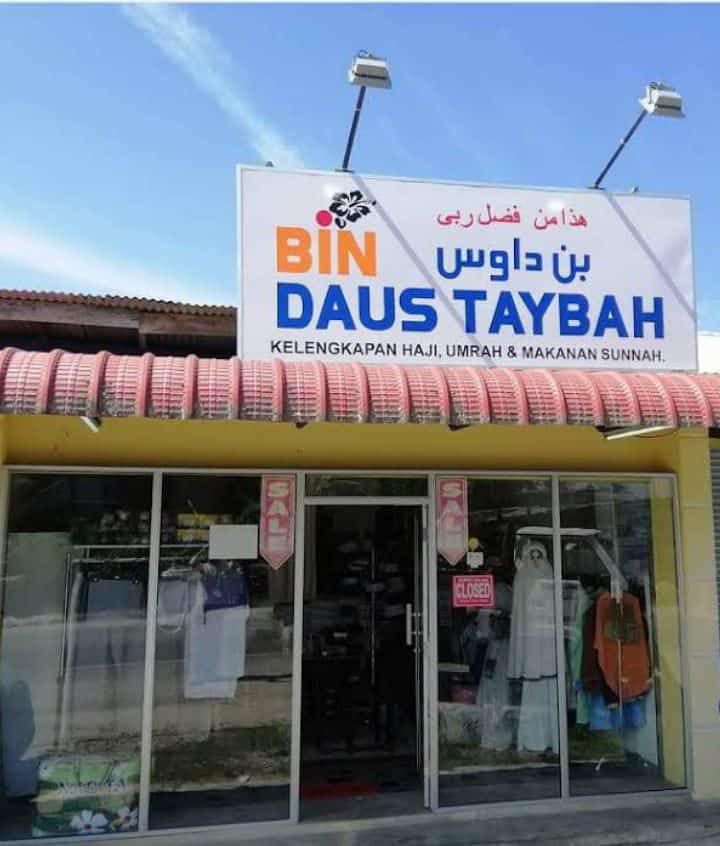 هذا من فضل ربى
BiN بن داوس
DAUS TAYBAH
KELENGKAPAN HAJI, UMRAH & MAKANAN SUNNAH.
SALE
SALE
CLOSED